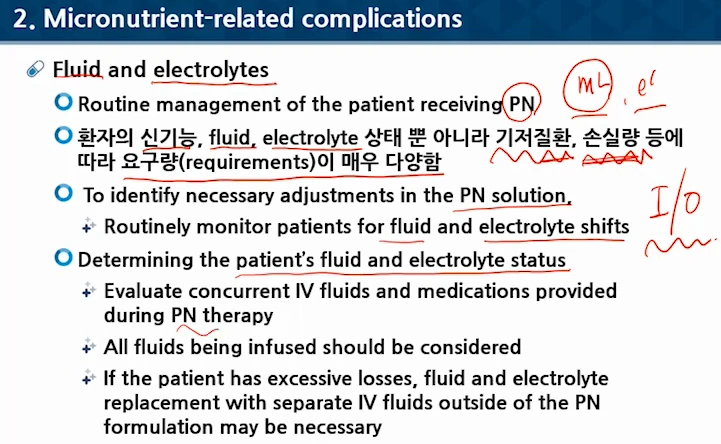 2. Micronutrient-related complications
Fluid and electrolytes
Routine management of the patient receiving PN
mL
환자의 신기능, fluid, electrolyte 상태 뿐 아니라 기저질환, 손실량 등에
따라 요구량(requirements)이 매우 다양함
To identify necessary adjustments in the PN solution,
I/O
Routinely monitor patients for fluid and electrolyte shifts
Determining the patient's fluid and electrolyte status
Evaluate concurrent IV fluids and medications provided
during PN therapy
All fluids being infused should be considered
If the patient has excessive losses, fluid and electrolyte
replacement with separate IV fluids outside of the PN
formulation may be necessary